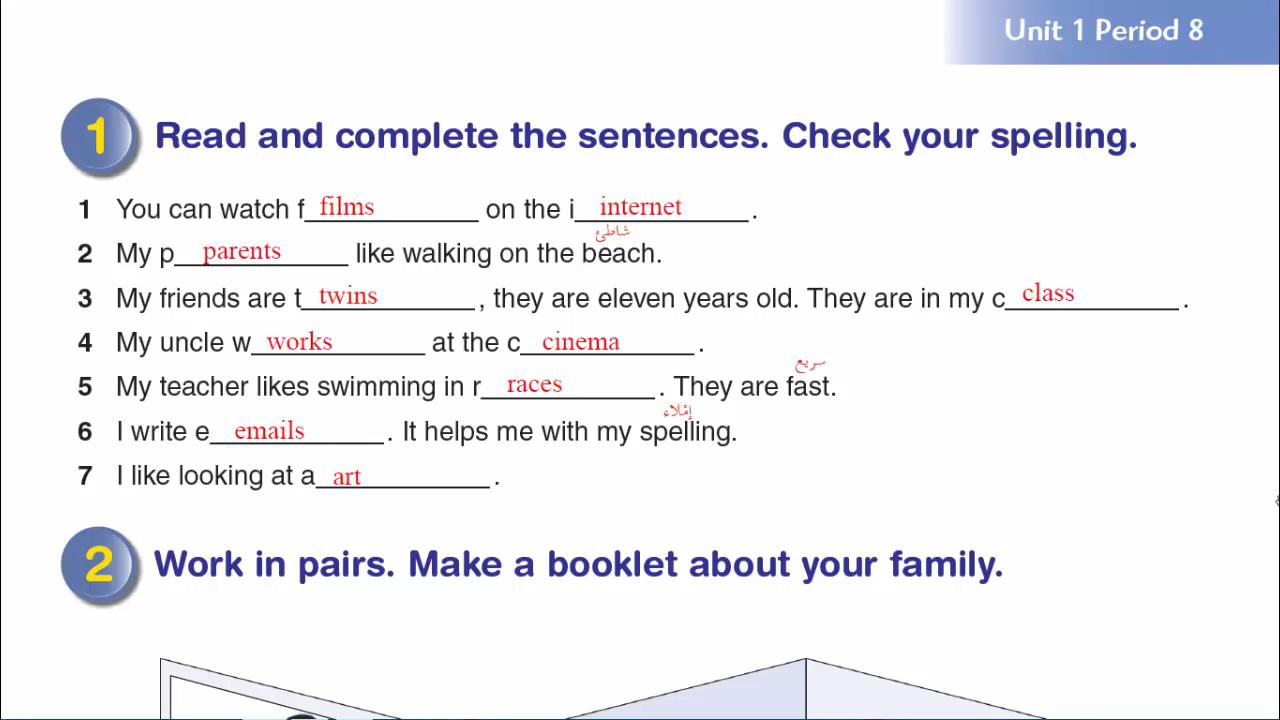 Unit 1 Period 8
1 Read and complete the sentences. Check your spelling.
1 You can watch f films on the i internet.
شاطئ
2 My p parents like walking on the beach.
3 My friends are t twins, they are eleven years old. They are in my c class.
4 My uncle w works at the c cinema.
سريع
5 My teacher likes swimming in r races. They are fast.
إمْلاء
6 I write e emails. It helps me with my spelling.
7 I like looking at a art.
2 Work in pairs. Make a booklet about your family.